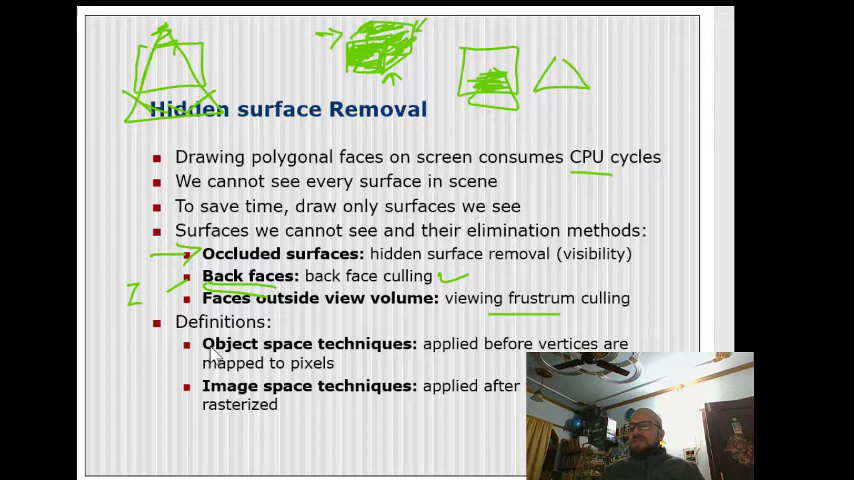 Hidden surface Removal
Drawing polygonal faces on screen consumes CPU cycles
We cannot see every surface in scene
To save time, draw only surfaces we see
Surfaces we cannot see and their elimination methods:
Occluded surfaces: hidden surface removal (visibility)
Back faces: back face culling
Z
Faces outside view volume: viewing frustrum culling
Definitions:
Object space techniques: applied before vertices are
mapped to pixels
Image space techniques: applied after
rasterized